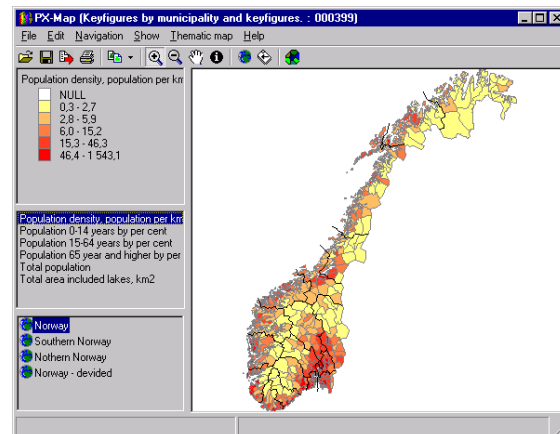 PX-Map (Keyfigures by municipality and keyfigures. : 000399)
File Edit Navigation Show Thematic map Help
Population density, population per km
NULL
0,3 - 2,7
2,8 - 5,9
6,0 - 15,2
15,3 - 46,3
46,4 - 1 543,1
Population density, population per km
Population 0-14 years by per cent
Population 15-64 years by per cent
Population 65 year and higher by per
Total population
Total area included lakes, km2
Norway
Southern Norway
Nothern Norway
Norway - devided